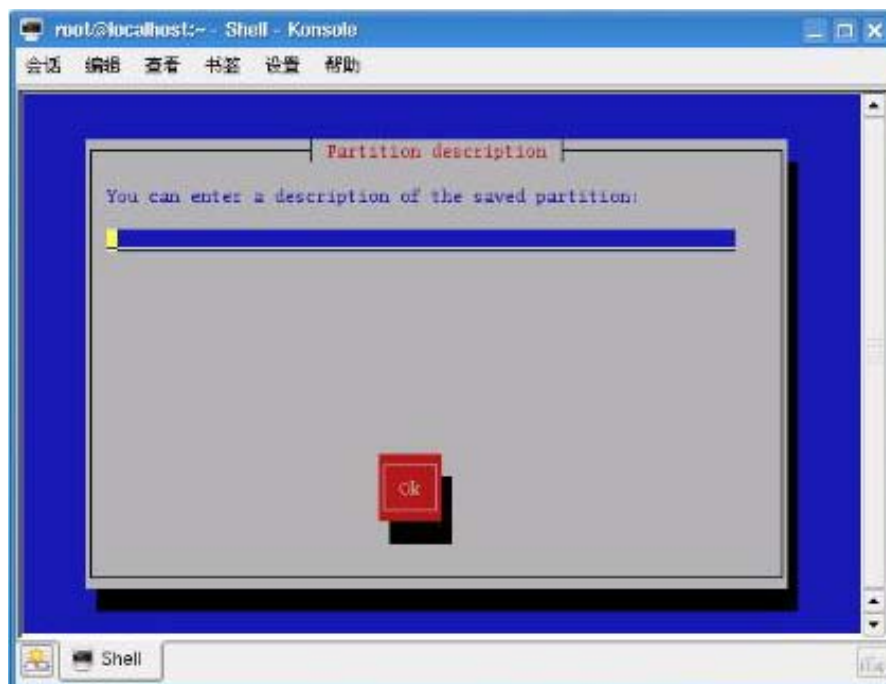 root@localhost:~ - Shell - Konsole
会话 编辑 查看 书签 设置 帮助
Partition description
You can enter a description of the saved partition:
Ok
Shell